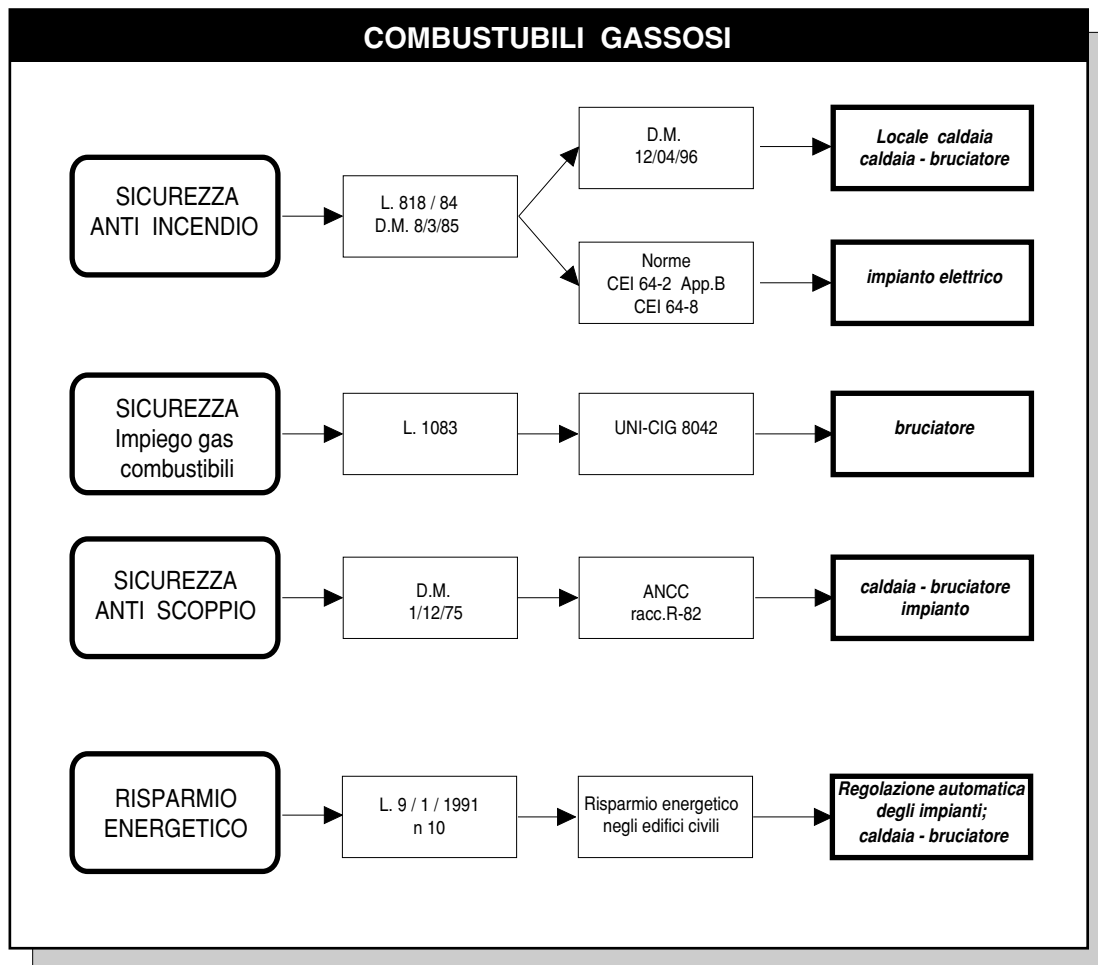 COMBUSTUBILI GASSOSI
SICUREZZA
ANTI INCENDIO
L. 818 / 84
D.M. 8/3/85
D.M.
12/04/96
Locale caldaia
caldaia - bruciatore
Norme
CEI 64-2 App.B
CEI 64-8
impianto elettrico
SICUREZZA
Impiego gas
combustibili
L. 1083
UNI-CIG 8042
bruciatore
SICUREZZA
ANTI SCOPPIO
D.M.
1/12/75
ANCC
racc.R-82
caldaia - bruciatore
impianto
RISPARMIO
ENERGETICO
L. 9 / 1 / 1991
n 10
Risparmio energetico
negli edifici civili
Regolazione automatica
degli impianti;
caldaia - bruciatore